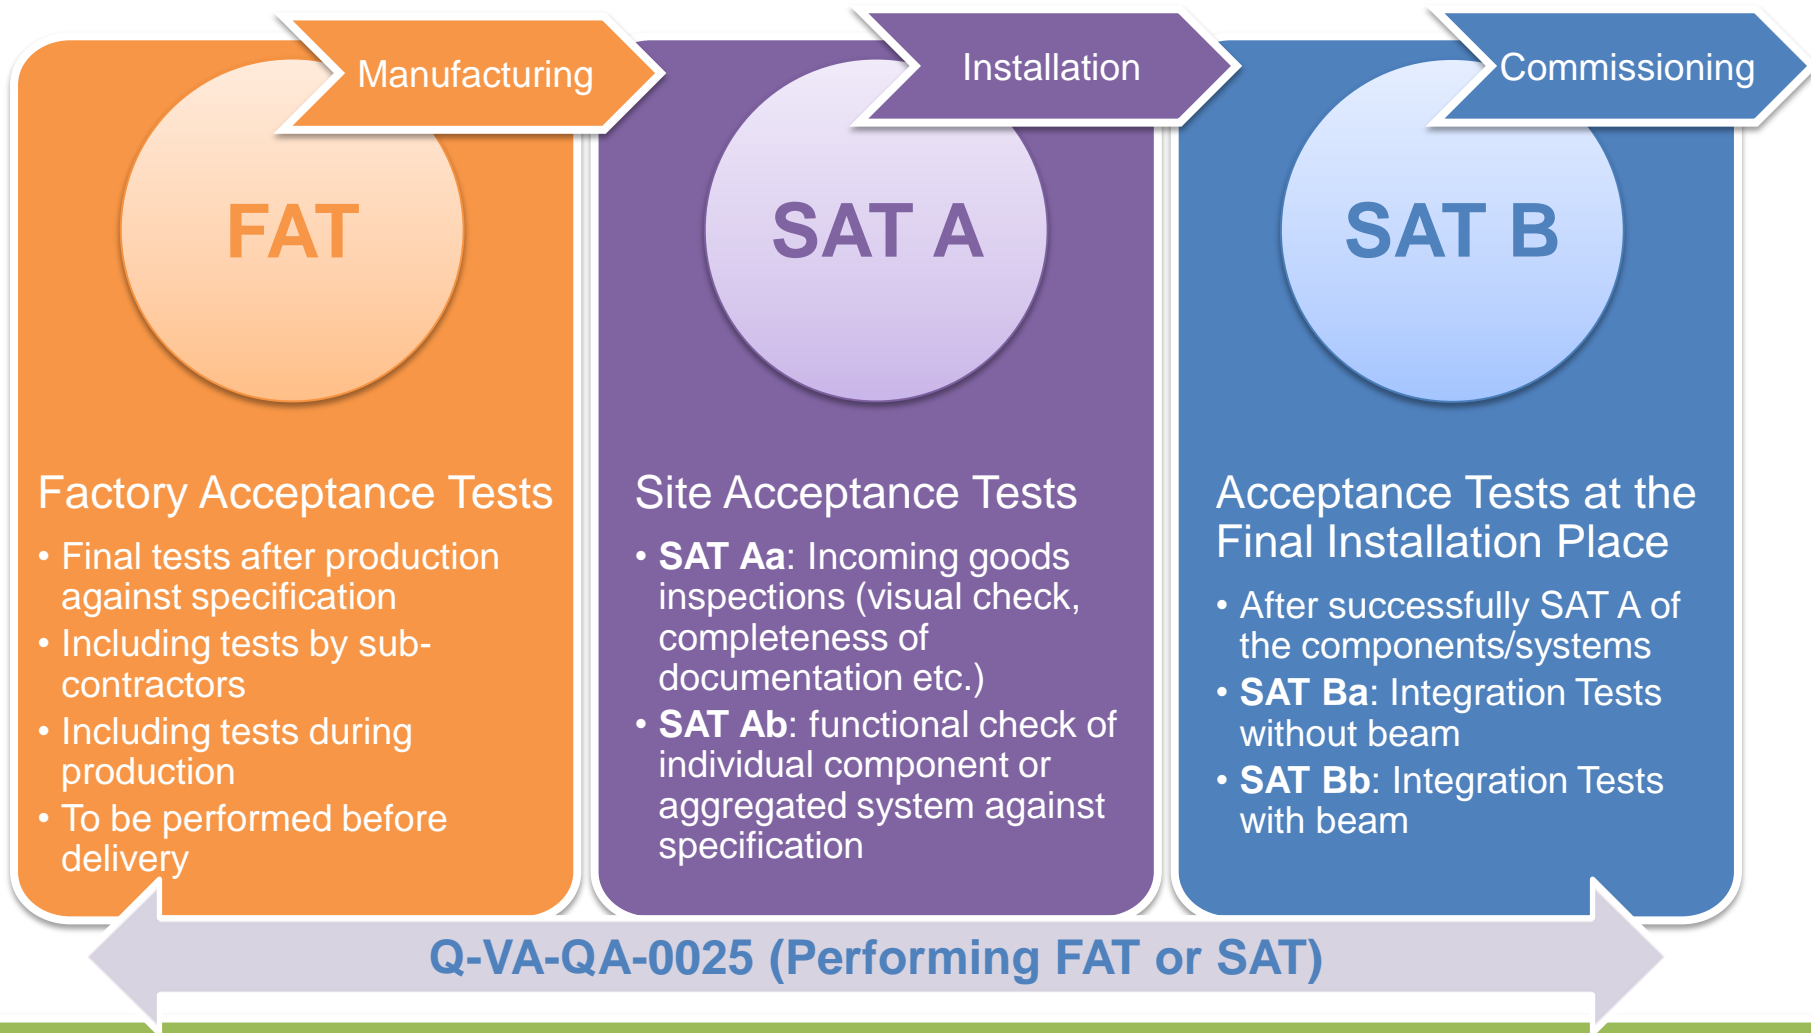 Manufacturing
Installation
Commissioning
FAT
SAT A
SAT B
Factory Acceptance Tests
• Final tests after production
against specification
• Including tests by sub-
contractors
• Including tests during
production
• To be performed before
delivery
Site Acceptance Tests
• SAT Aa: Incoming goods
inspections (visual check,
completeness of
documentation etc.)
• SAT Ab: functional check of
individual component or
aggregated system against
specification
Acceptance Tests at the
Final Installation Place
• After successfully SAT A of
the components/systems
• SAT Ba: Integration Tests
without beam
• SAT Bb: Integration Tests
with beam
Q-VA-QA-0025 (Performing FAT or SAT)